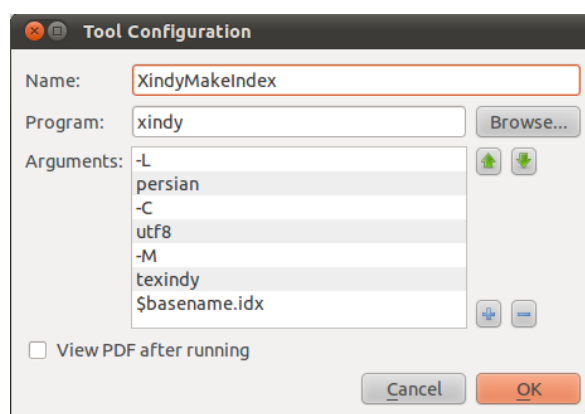 Tool Configuration
Name: XindyMakeIndex
Program: xindy Browse...
Arguments: -L
persian
-C
utf8
-M
texindy
$basename.idx
View PDF after running
Cancel OK